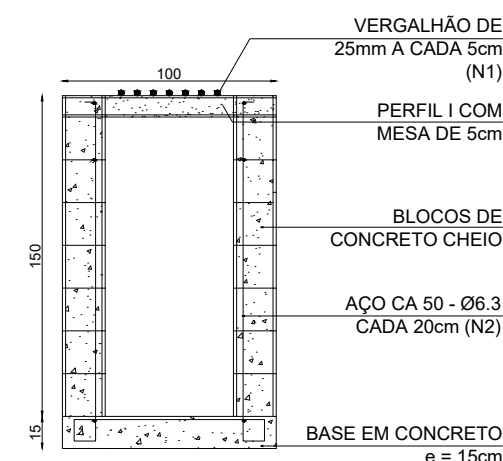 VERGALHÃO DE
25mm A CADA 5cm
(N1)
100
PERFIL I COM
MESA DE 5cm
BLOCOS DE
CONCRETO CHEIO
150
AÇO CA 50 - Ø6.3
CADA 20cm (N2)
15
BASE EM CONCRETO
e = 15cm